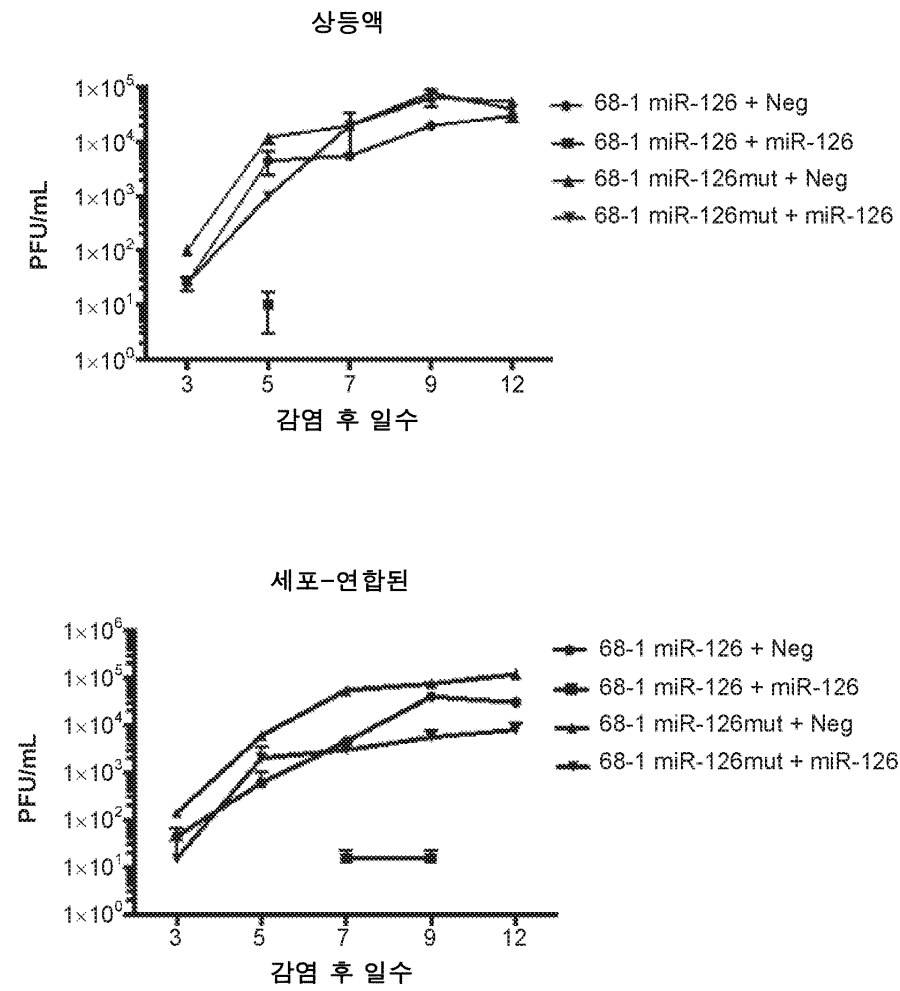 상등액
1×10⁵
1×10⁴
1×10³
1×10²
1×10¹
1×10⁰
PFU/mL
3 5 7 9 12
감염 후 일수
68-1 miR-126 + Neg
68-1 miR-126 + miR-126
68-1 miR-126mut + Neg
68-1 miR-126mut + miR-126
세포-연합된
1×10⁶
1×10⁵
1×10⁴
1×10³
1×10²
1×10¹
1×10⁰
PFU/mL
3 5 7 9 12
감염 후 일수
68-1 miR-126 + Neg
68-1 miR-126 + miR-126
68-1 miR-126mut + Neg
68-1 miR-126mut + miR-126